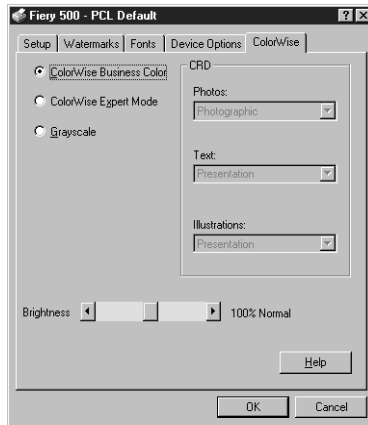 Fiery 500 - PCL Default
Setup Watermarks Fonts Device Options ColorWise
ColorWise Business Color
ColorWise Expert Mode
Grayscale
CRD
Photos:
Photographic
Text:
Presentation
Illustrations:
Presentation
Brightness 100% Normal
Help
OK Cancel